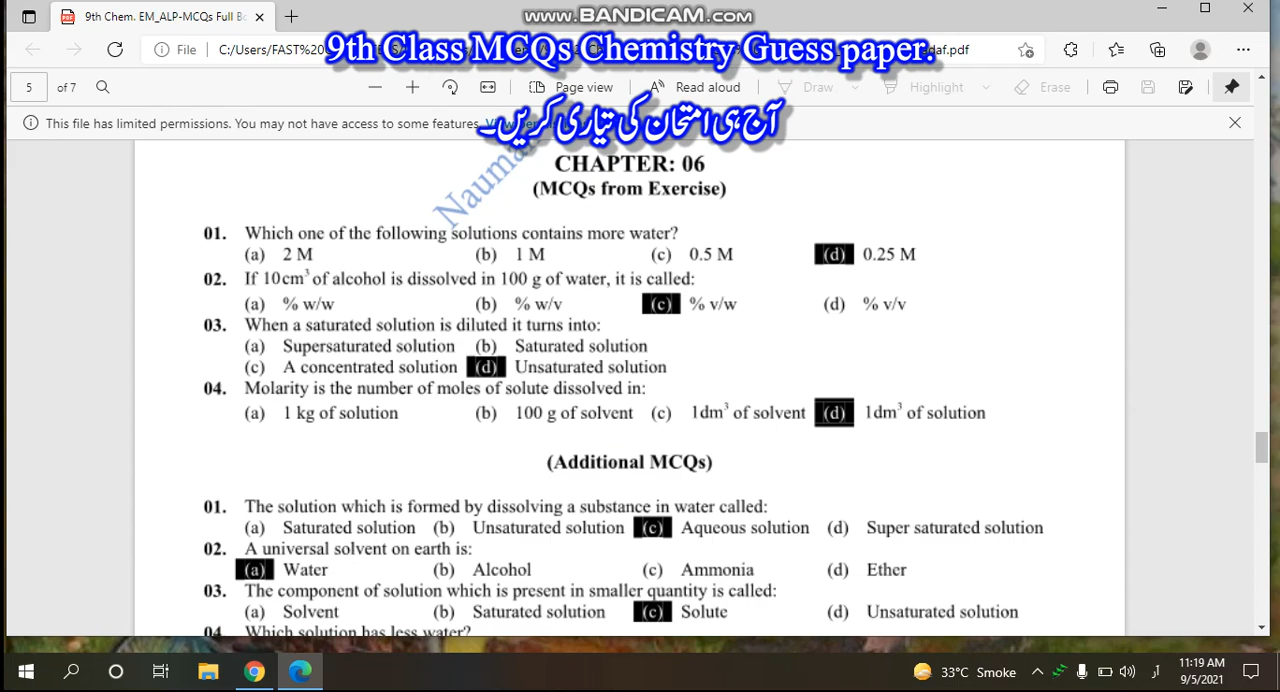 www.BANDICAM.com
9th Chem. EM_ALP-MCQs Full B
File C:/Users/FAST daf.pdf
9th Class MCQs Chemistry Guess paper.
5 of 7 Page view Read aloud Draw Highlight Erase
آج ہی امتحان کی تیاری کریں۔
This file has limited permissions. You may not have access to some features.
Nauma
CHAPTER: 06
(MCQs from Exercise)
01. Which one of the following solutions contains more water?
(a) 2 M (b) 1 M (c) 0.5 M (d) 0.25 M
02. If 10cm³ of alcohol is dissolved in 100 g of water, it is called:
(a) % w/w (b) % w/v (c) % v/w (d) % v/v
03. When a saturated solution is diluted it turns into:
(a) Supersaturated solution (b) Saturated solution
(c) A concentrated solution (d) Unsaturated solution
04. Molarity is the number of moles of solute dissolved in:
(a) 1 kg of solution (b) 100 g of solvent (c) 1dm³ of solvent (d) 1dm³ of solution
(Additional MCQs)
01. The solution which is formed by dissolving a substance in water called:
(a) Saturated solution (b) Unsaturated solution (c) Aqueous solution (d) Super saturated solution
02. A universal solvent on earth is:
(a) Water (b) Alcohol (c) Ammonia (d) Ether
03. The component of solution which is present in smaller quantity is called:
(a) Solvent (b) Saturated solution (c) Solute (d) Unsaturated solution
04. Which solution has less water?
33°C Smoke
11:19 AM
9/5/2021